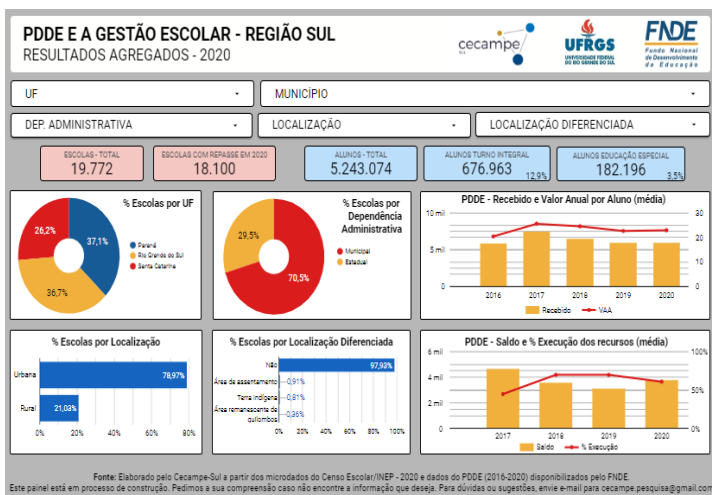 PDDE E A GESTÃO ESCOLAR - REGIÃO SUL
RESULTADOS AGREGADOS - 2020
cecampe
SUL
UFRGS
UNIVERSIDADE FEDERAL
DO RIO GRANDE DO SUL
FNDE
Fundo Nacional
de Desenvolvimento
da Educação
UF
MUNICÍPIO
DEP. ADMINISTRATIVA
LOCALIZAÇÃO
LOCALIZAÇÃO DIFERENCIADA
ESCOLAS - TOTAL
19.772
ESCOLAS COM REPASSE EM 2020
18.100
ALUNOS - TOTAL
5.243.074
ALUNOS TURNO INTEGRAL
676.963
12,9%
ALUNOS EDUCAÇÃO ESPECIAL
182.196
3,5%
% Escolas por UF
26,2%
37,1%
36,7%
Paraná
Rio Grande do Sul
Santa Catarina
% Escolas por
Dependência
Administrativa
29,5%
70,5%
Municipal
Estadual
PDDE - Recebido e Valor Anual por Aluno (média)
10 mil
5 mil
0
30
20
10
0
2016 2017 2018 2019 2020
Recebido VAA
% Escolas por Localização
Urbana
78,97%
Rural
21,03%
0% 20% 40% 60% 80%
% Escolas por Localização Diferenciada
Não
97,93%
Área de assentamento
0,91%
Terra indígena
0,81%
Área remanescente de
quilombos
0,36%
0% 20% 40% 60% 80% 100%
PDDE - Saldo e % Execução dos recursos (média)
6 mil
4 mil
2 mil
0
100%
50%
0%
2017 2018 2019 2020
Saldo % Execução
Fonte: Elaborado pelo Cecampe-Sul a partir dos microdados do Censo Escolar/INEP - 2020 e dados do PDDE (2016-2020) disponibilizados pelo FNDE.
Este painel está em processo de construção. Pedimos a sua compreensão caso não encontre a informação que deseja. Para dúvidas ou sugestões, envie e-mail para cecampe.pesquisa@gmail.com